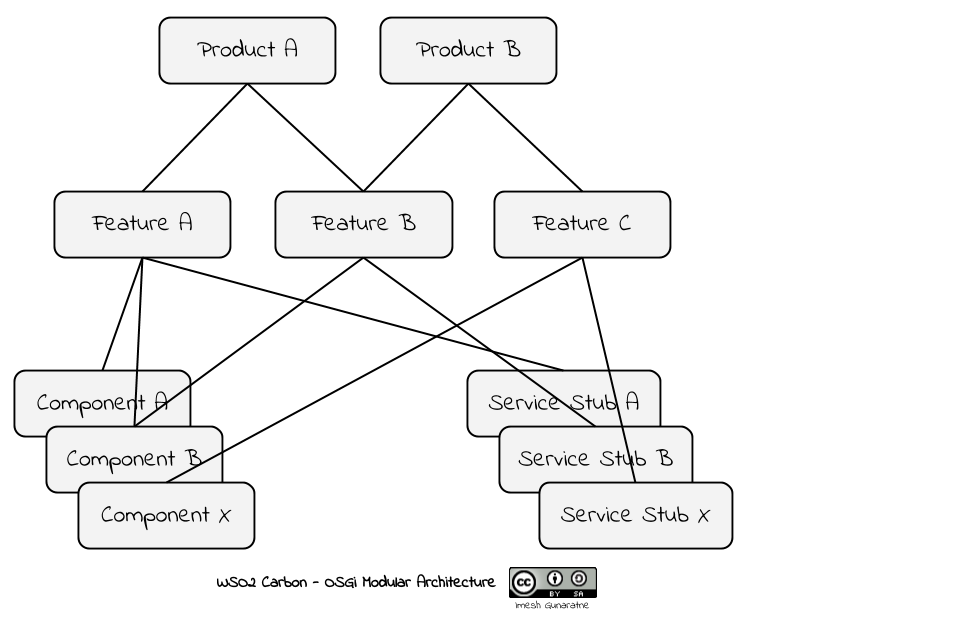 Product A
Product B
Feature A
Feature B
Feature C
Component A
Service Stub A
Component B
Service Stub B
Component X
Service Stub X
WSO2 Carbon - OSGi Modular Architecture
cc
BY SA
Imesh Gunaratne